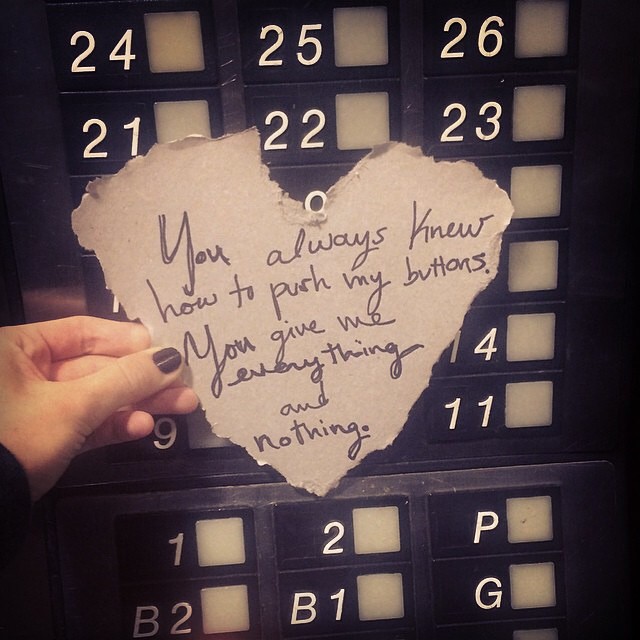 24 25 26
21 22 23
9
You always knew
how to push my buttons.
You give me
everything
and
nothing.
14
11
9
1 2 P
B2 B1 G